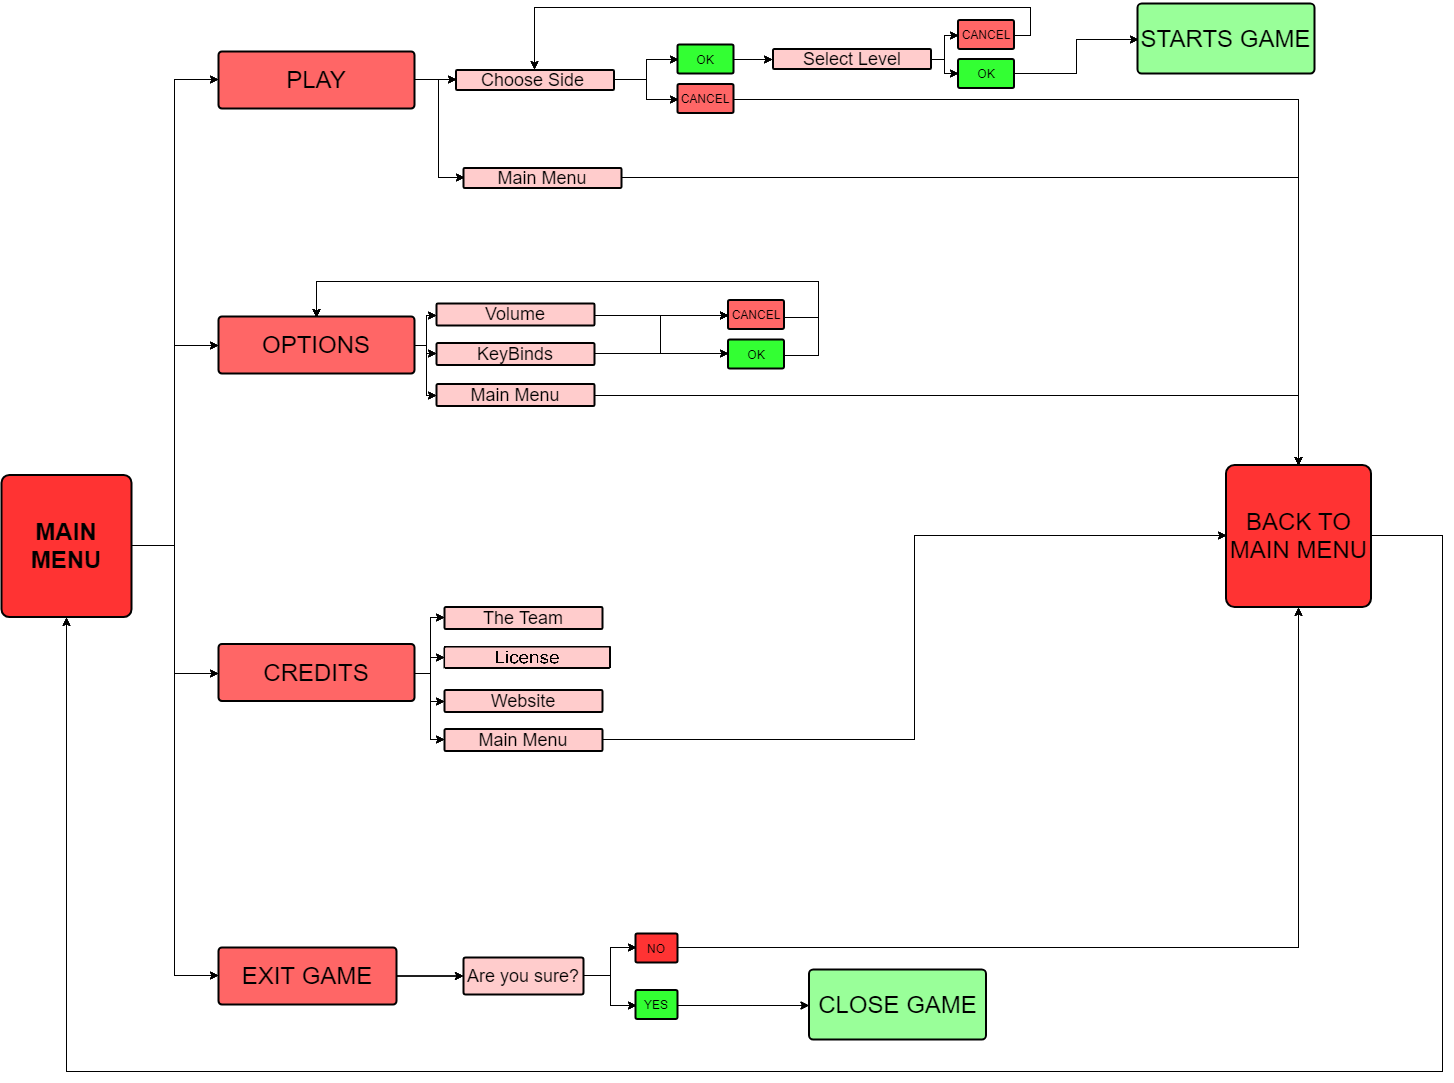 STARTS GAME
CANCEL
OK
Select Level
PLAY
Choose Side
OK
CANCEL
Main Menu
Volume
CANCEL
OPTIONS
KeyBinds
OK
Main Menu
MAIN
MENU
BACK TO
MAIN MENU
The Team
License
CREDITS
Website
Main Menu
NO
EXIT GAME
Are you sure?
YES
CLOSE GAME